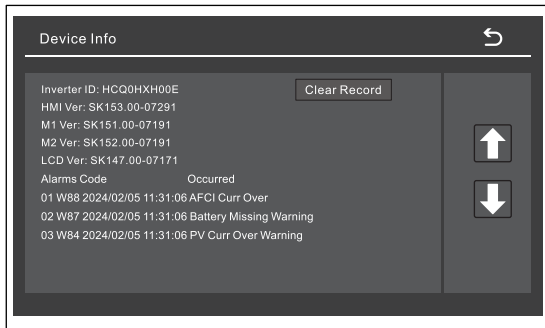 Device Info
Inverter ID: HCQ0HXH00E
Clear Record
HMI Ver: SK153.00-07291
M1 Ver: SK151.00-07191
M2 Ver: SK152.00-07191
LCD Ver: SK147.00-07171
Alarms Code Occurred
01 W88 2024/02/05 11:31:06 AFCI Curr Over
02 W87 2024/02/05 11:31:06 Battery Missing Warning
03 W84 2024/02/05 11:31:06 PV Curr Over Warning